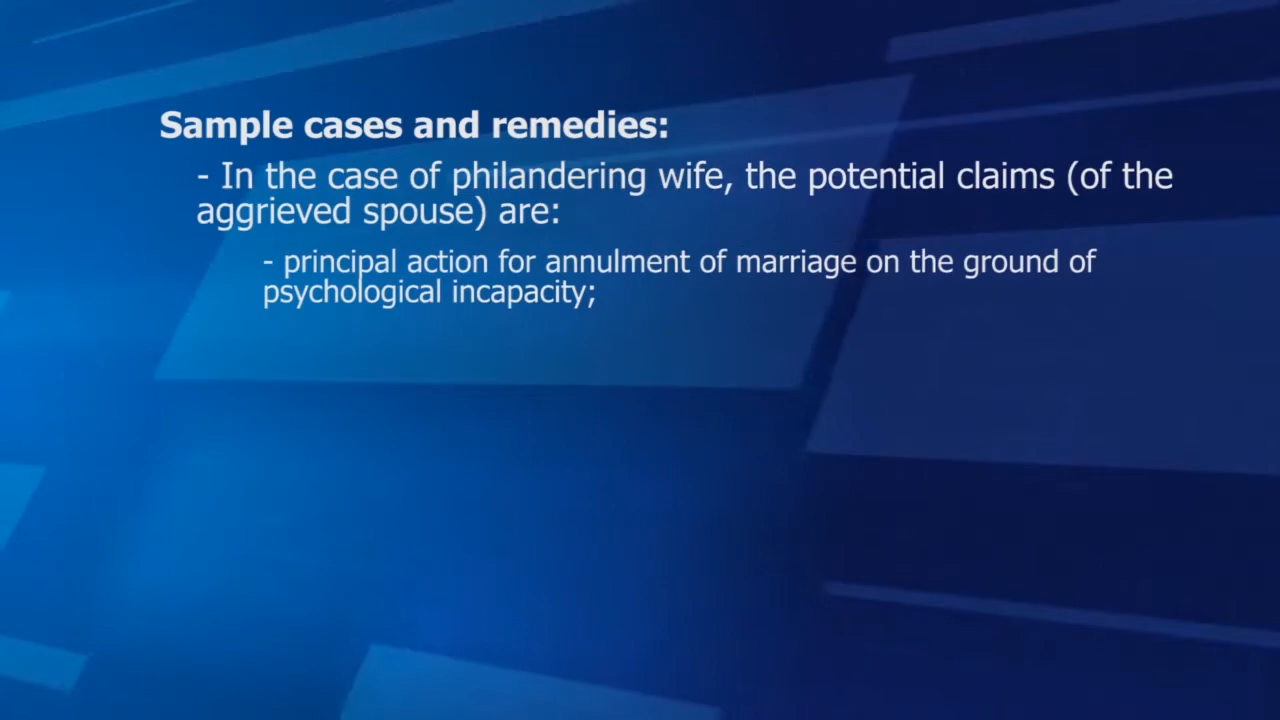 Sample cases and remedies:
- In the case of philandering wife, the potential claims (of the
aggrieved spouse) are:
- principal action for annulment of marriage on the ground of
psychological incapacity;